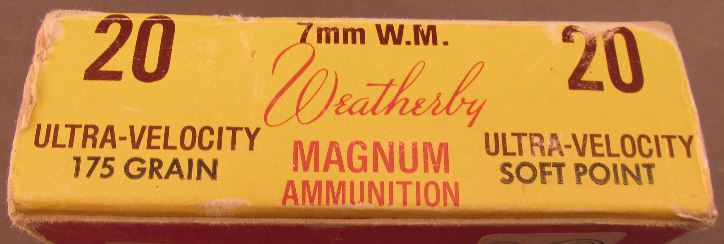 20
7mm W.M.
20
Weatherby
ULTRA-VELOCITY
175 GRAIN
MAGNUM
AMMUNITION
ULTRA-VELOCITY
SOFT POINT